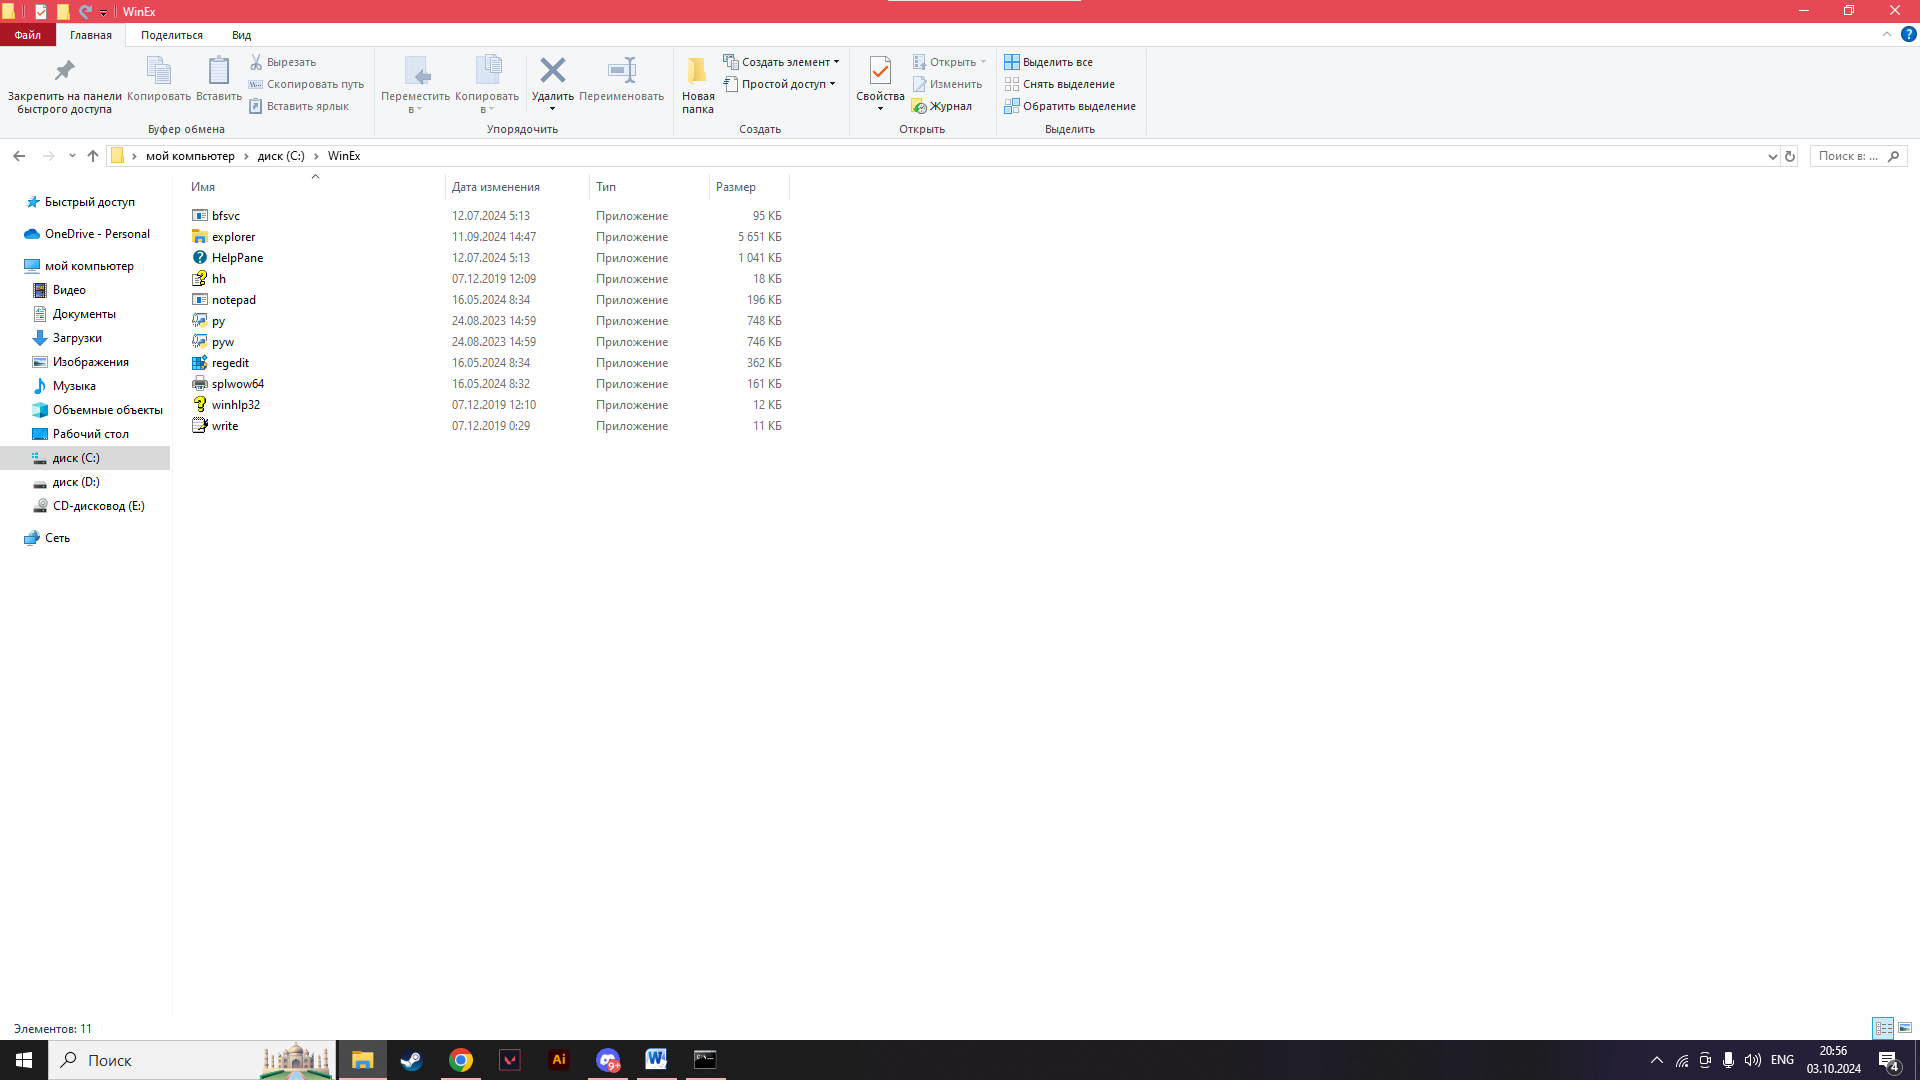 WinEx
Файл Главная Поделиться Вид
Закрепить на панели быстрого доступа
Копировать
Вставить
Вырезать
Скопировать путь
Вставить ярлык
Буфер обмена
Переместить в
Копировать в
Удалить
Переименовать
Упорядочить
Новая папка
Создать элемент
Простой доступ
Создать
Свойства
Открыть
Изменить
Журнал
Открыть
Выделить все
Снять выделение
Обратить выделение
Выделить
мой компьютер диск (C:) WinEx
Поиск в: ...
Имя Дата изменения Тип Размер
bfsvc 12.07.2024 5:13 Приложение 95 КБ
explorer 11.09.2024 14:47 Приложение 5 651 КБ
HelpPane 12.07.2024 5:13 Приложение 1 041 КБ
hh 07.12.2019 12:09 Приложение 18 КБ
notepad 16.05.2024 8:34 Приложение 196 КБ
py 24.08.2023 14:59 Приложение 748 КБ
pyw 24.08.2023 14:59 Приложение 746 КБ
regedit 16.05.2024 8:34 Приложение 362 КБ
splwow64 16.05.2024 8:32 Приложение 161 КБ
winhlp32 07.12.2019 12:10 Приложение 12 КБ
write 07.12.2019 0:29 Приложение 11 КБ
Быстрый доступ
OneDrive - Personal
мой компьютер
Видео
Документы
Загрузки
Изображения
Музыка
Объемные объекты
Рабочий стол
диск (C:)
диск (D:)
CD-дисковод (E:)
Сеть
Элементов: 11
Поиск
Ai
9+
W
ENG
20:56
03.10.2024
4